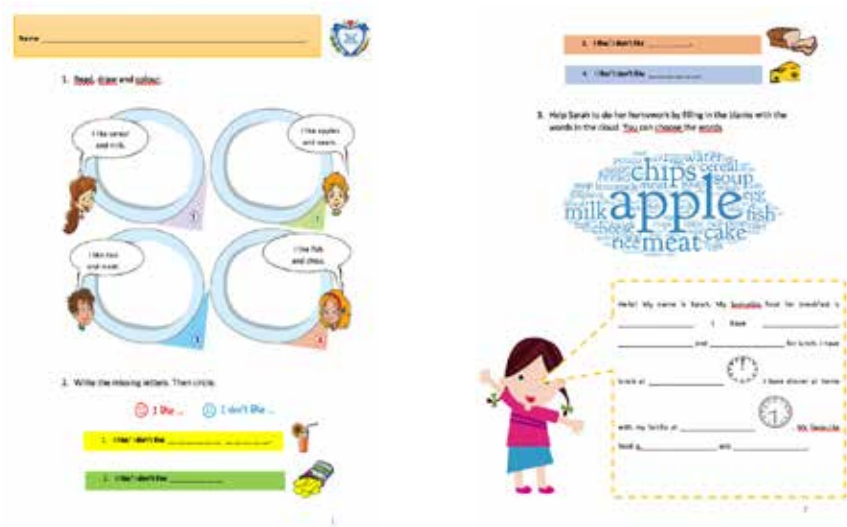 Name
1. Read, draw and colour.
I like cereal
and milk.
I like apples
and
I like rice
and meat.
I like fish
and chips.
2. Write the missing letters. Then circle.
I like ... I don't like ...
1. I like/ I don't like
2. I like/ I don't like
1
3. I like/ I don't like
4. I like/ I don't like
3. Help Sarah to do her homework by filling in the blanks with the
words in the cloud. You can choose the words.
water
chips cereal
soup
apple
milk fish
cheese cake
rice meat
egg
Hello! My name is Sarah. My favourite food for breakfast is
I have
and for lunch. I have
lunch at I have dinner at home
with my family at . My favourite
food is and
2